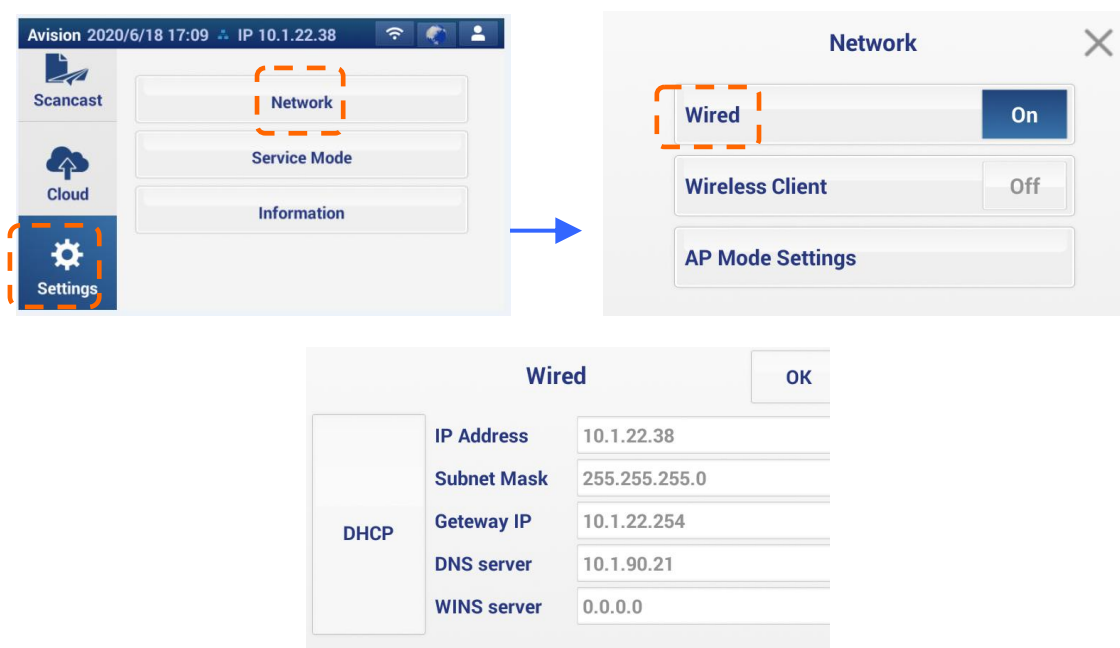 Avision 2020/6/18 17:09 IP 10.1.22.38
Scancast
Network
Service Mode
Cloud
Information
Settings
Network
Wired On
Wireless Client Off
AP Mode Settings
Wired OK
DHCP
IP Address 10.1.22.38
Subnet Mask 255.255.255.0
Geteway IP 10.1.22.254
DNS server 10.1.90.21
WINS server 0.0.0.0